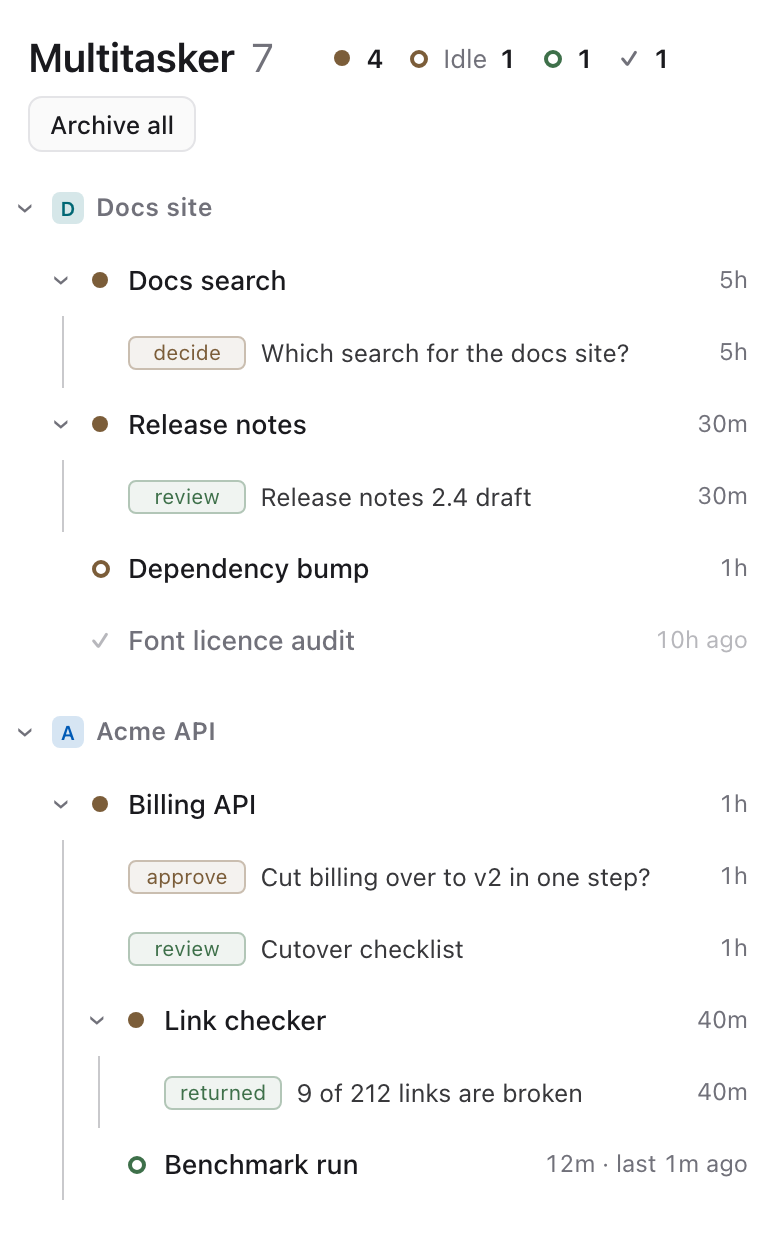 Multitasker 7 4 Idle 1 1 1
Archive all
D Docs site
Docs search 5h
decide Which search for the docs site? 5h
Release notes 30m
review Release notes 2.4 draft 30m
Dependency bump 1h
Font licence audit 10h ago
A Acme API
Billing API 1h
approve Cut billing over to v2 in one step? 1h
review Cutover checklist 1h
Link checker 40m
returned 9 of 212 links are broken 40m
Benchmark run 12m · last 1m ago